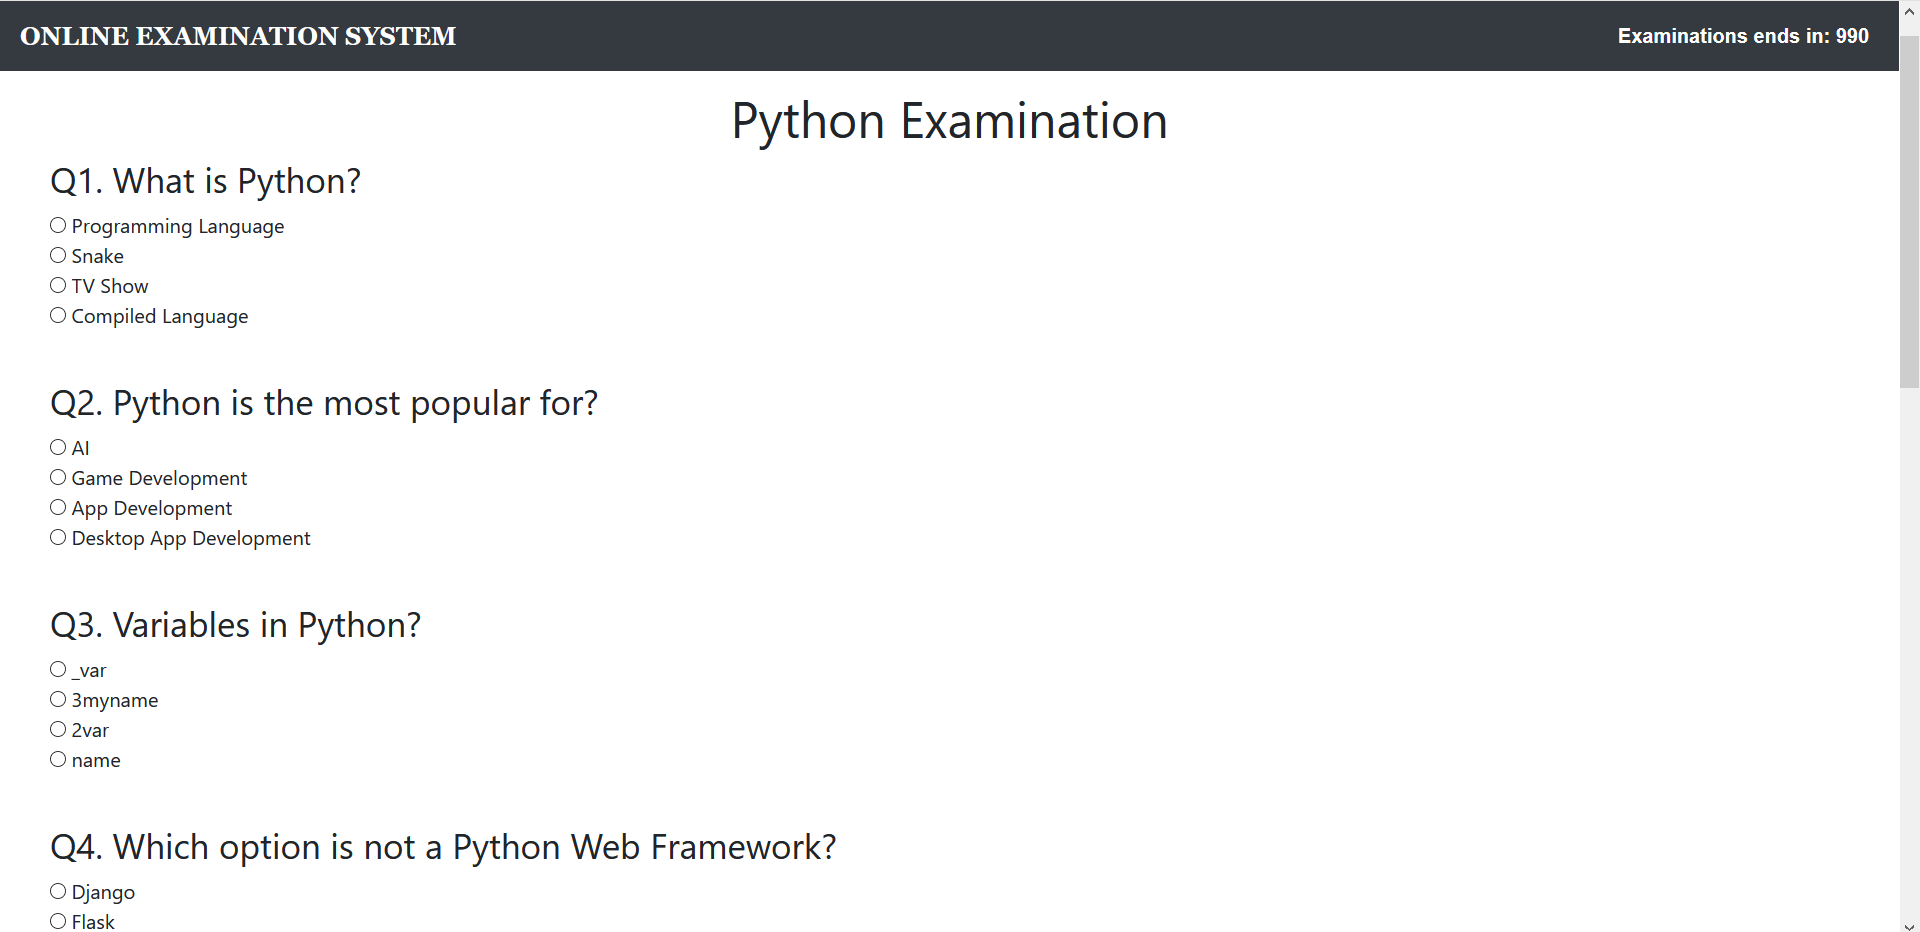 ONLINE EXAMINATION SYSTEM
Examinations ends in: 990
Python Examination
Q1. What is Python?
Programming Language
Snake
TV Show
Compiled Language
Q2. Python is the most popular for?
AI
Game Development
App Development
Desktop App Development
Q3. Variables in Python?
_var
3myname
2var
name
Q4. Which option is not a Python Web Framework?
Django
Flask